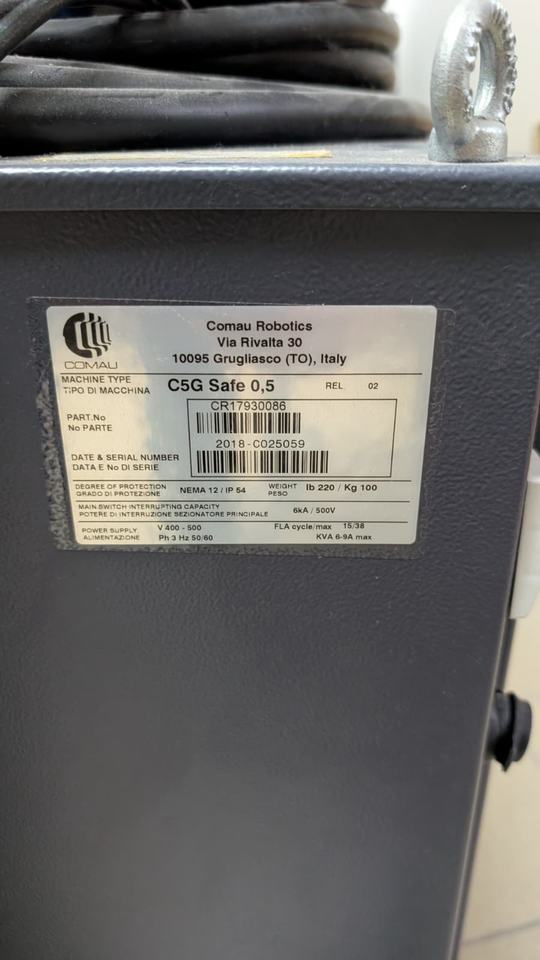 Comau Robotics
Via Rivalta 30
10095 Grugliasco (TO), Italy
COMAU
MACHINE TYPE
TIPO DI MACCHINA
C5G Safe 0,5 REL 02
PART.No
No PARTE
CR17930086
2018-C025059
DATE & SERIAL NUMBER
DATA E No DI SERIE
DEGREE OF PROTECTION
GRADO DI PROTEZIONE
NEMA 12 / IP 54
WEIGHT
PESO
lb 220 / Kg 100
MAIN SWITCH INTERRUPTING CAPACITY
POTERE DI INTERRUZIONE SEZIONATORE PRINCIPALE
6kA / 500V
POWER SUPPLY
ALIMENTAZIONE
V 400 - 500
Ph 3 Hz 50/60
FLA cycle/max 15/38
KVA 6-9A max